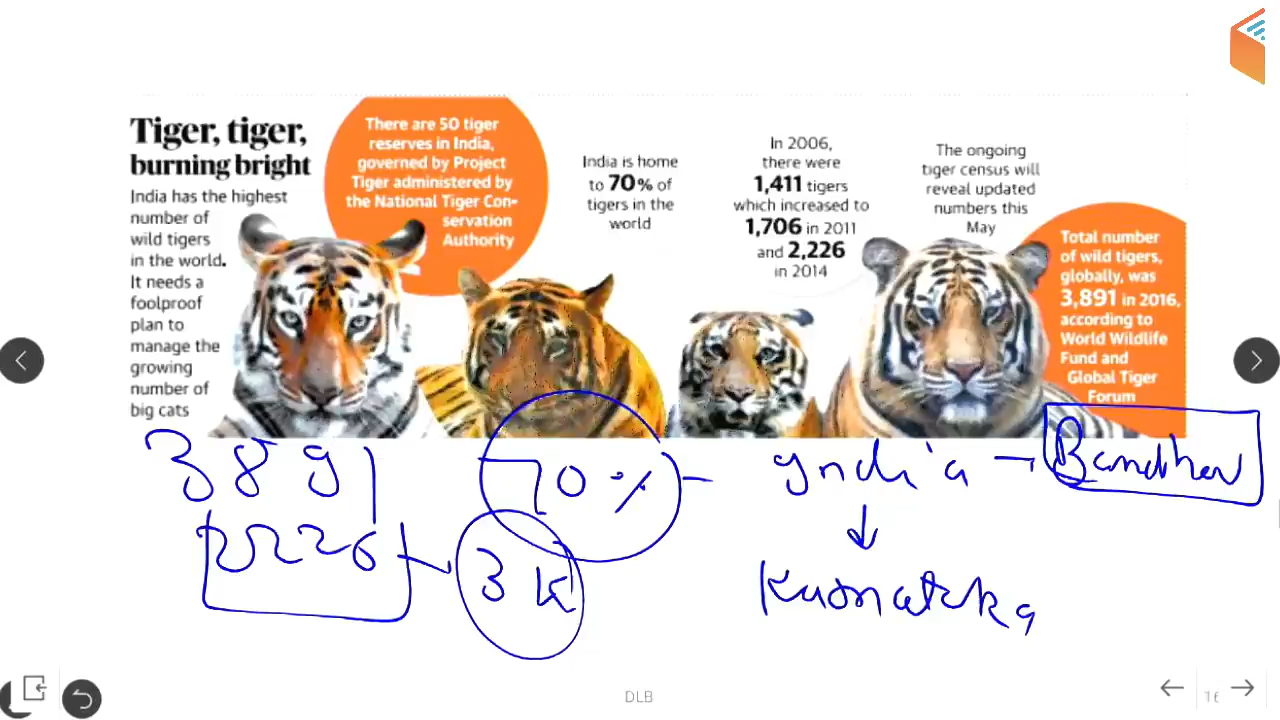 Tiger, tiger,
burning bright
India has the highest
number of
wild tigers
in the world.
It needs a
foolproof
plan to
manage the
growing
number of
big cats
There are 50 tiger
reserves in India,
governed by Project
Tiger administered by
the National Tiger Con-
servation
Authority
India is home
to 70% of
tigers in the
world
In 2006,
there were
1,411 tigers
which increased to
1,706 in 2011
and 2,226
in 2014
The ongoing
tiger census will
reveal updated
numbers this
May
Total number
of wild tigers,
globally, was
3,891 in 2016,
according to
World Wildlife
Fund and
Global Tiger
Forum
3891 70% - India → Bandhav
2226 → 3K
Karnataka
DLB
16